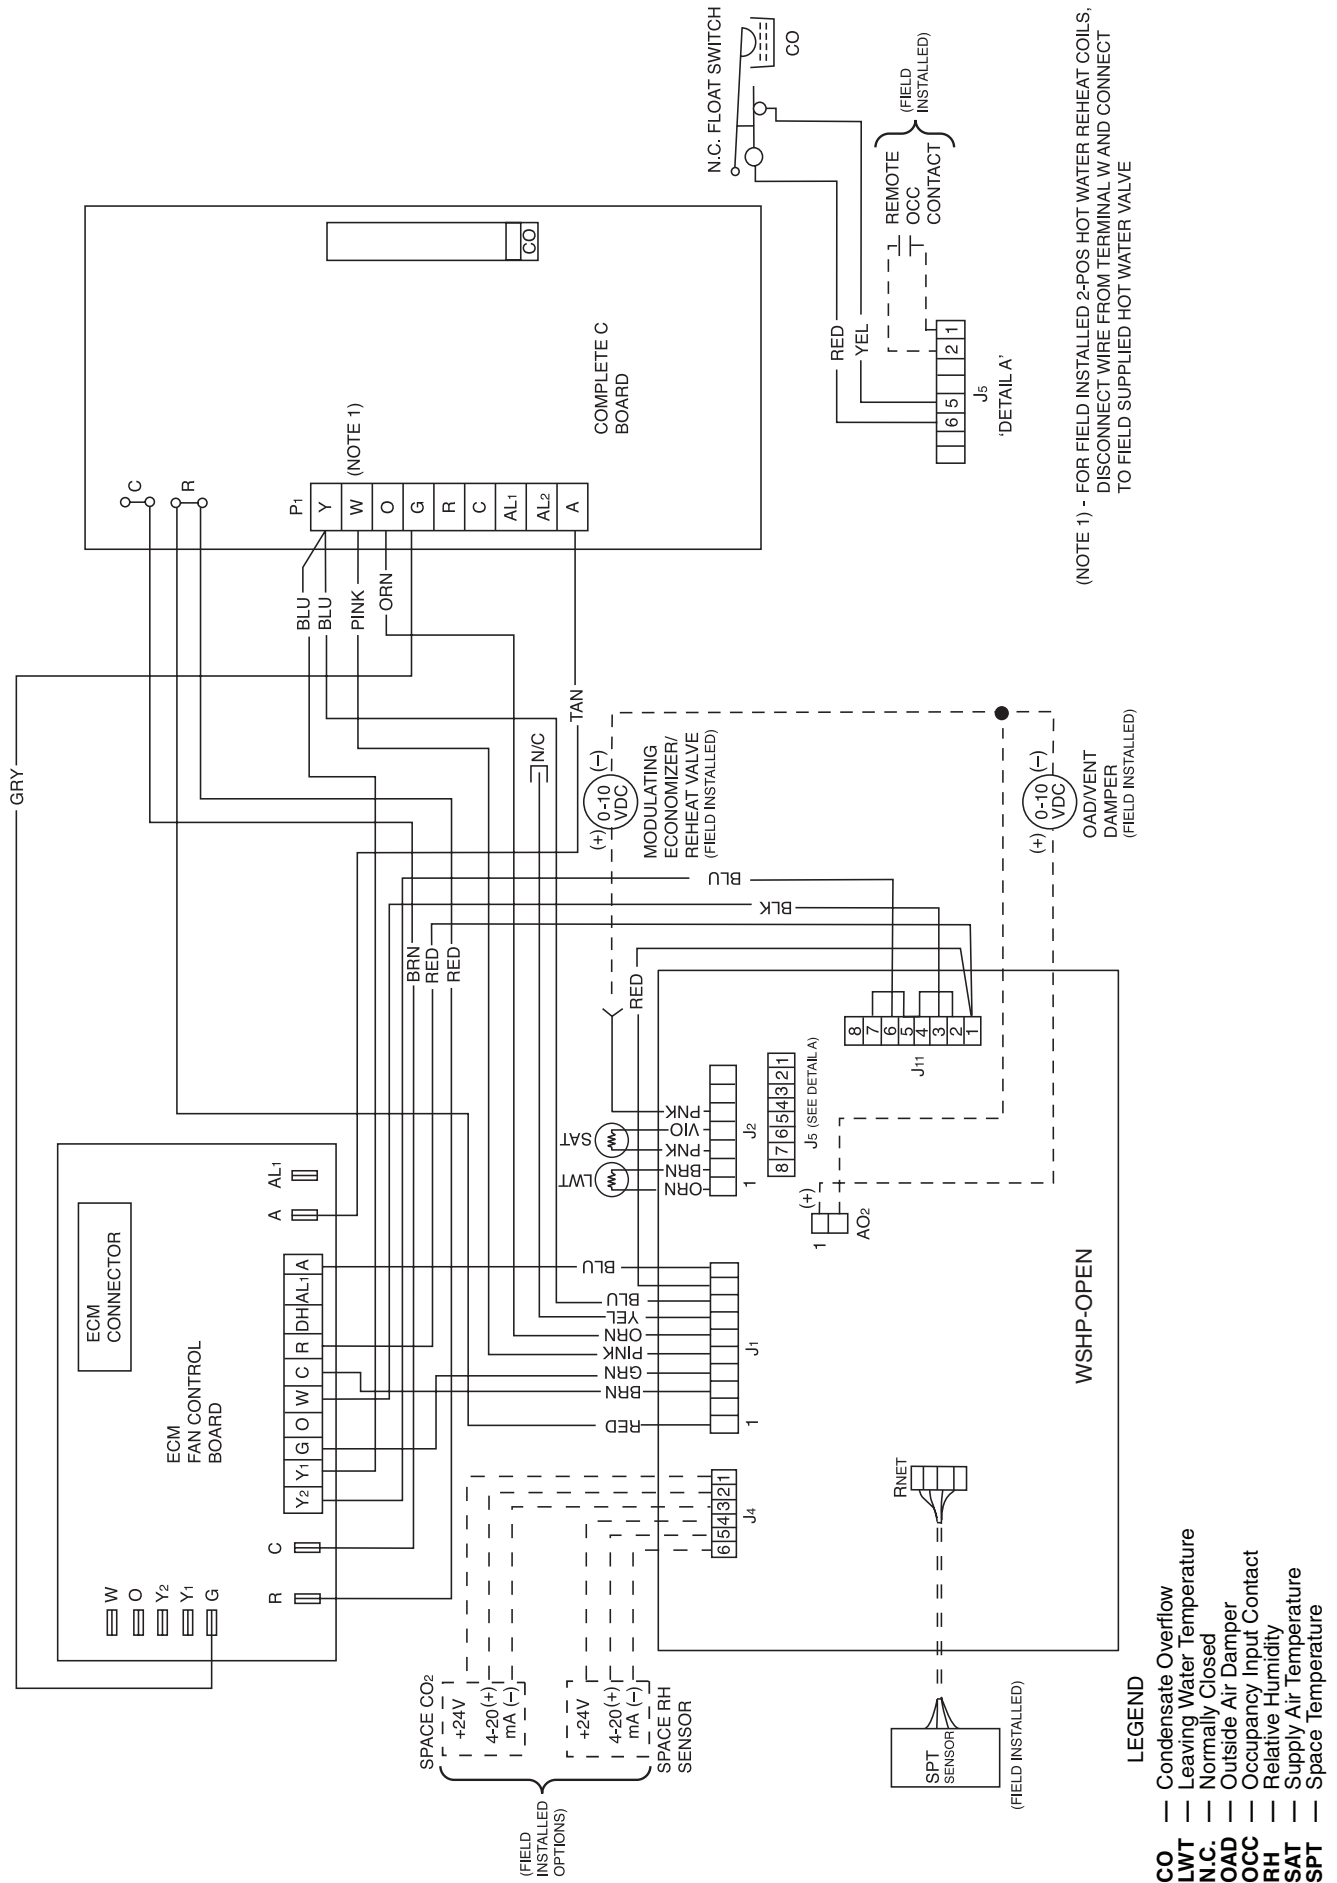 GRY
ECM
CONNECTOR
ECM
FAN CONTROL
BOARD
W
O
Y2
Y1
G
R
C
A
AL1
Y2
Y1
G
O
W
C
R
DH
AL1
A
COMPLETE C
BOARD
CO
C
R
P1
Y
W
O
G
R
C
AL1
AL2
A
(NOTE 1)
BLU
BLU
PINK
ORN
TAN
N/C
BRN
RED
RED
BLU
BLK
RED
N.C. FLOAT SWITCH
CO
RED
YEL
REMOTE
OCC
CONTACT
(FIELD
INSTALLED)
6
5
2
1
J5
'DETAIL A'
(NOTE 1) - FOR FIELD INSTALLED 2-POS HOT WATER REHEAT COILS,
DISCONNECT WIRE FROM TERMINAL W AND CONNECT
TO FIELD SUPPLIED HOT WATER VALVE
(+)
0-10
VDC
(−)
MODULATING
ECONOMIZER/
REHEAT VALVE
(FIELD INSTALLED)
(+)
0-10
VDC
(−)
OAD/VENT
DAMPER
(FIELD INSTALLED)
SPACE CO2
+24V
4-20(+)
mA (−)
+24V
4-20(+)
mA (−)
SPACE RH
SENSOR
(FIELD
INSTALLED
OPTIONS)
6 5 4 3 2 1
J4
RED
BRN
GRN
PINK
ORN
YEL
BLU
BLU
1
J1
LWT
SAT
ORN
BRN
PNK
VIO
PNK
1
J2
8 7 6 5 4 3 2 1
J5 (SEE DETAIL A)
1
(+)
AO2
8
7
6
5
4
3
2
1
J11
WSHP-OPEN
RNET
SPT
SENSOR
(FIELD INSTALLED)
LEGEND
CO — Condensate Overflow
LWT — Leaving Water Temperature
N.C. — Normally Closed
OAD — Outside Air Damper
OCC — Occupancy Input Contact
RH — Relative Humidity
SAT — Supply Air Temperature
SPT — Space Temperature